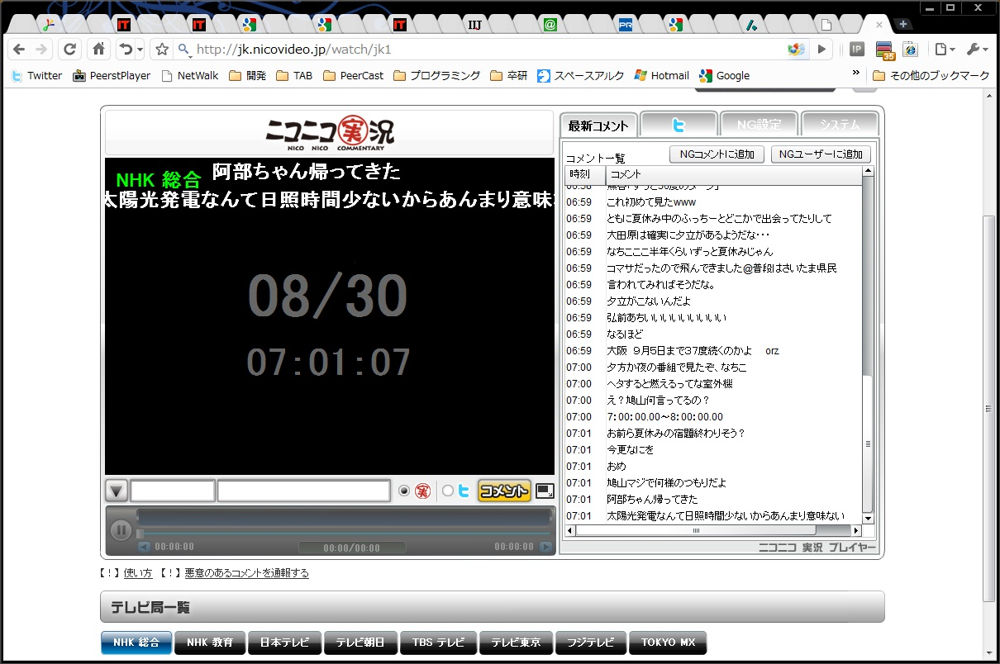 http://jk.nicovideo.jp/watch/jk1
IP
35
Twitter PeerstPlayer NetWalk 開発 TAB PeerCast プログラミング 卒研 スペースアルク Hotmail Google » その他のブックマーク
ニコニコ実況
NICO NICO COMMENTARY
NHK 総合 阿部ちゃん帰ってきた
太陽光発電なんて日照時間少ないからあんまり意味
08/30
07:01:07
コメント
00:00:00 00:00/00:00 00:00:00
最新コメント NG設定 システム
コメント一覧 NGコメントに追加 NGユーザーに追加
時刻 コメント
06:59 これ初めて見たwww
06:59 ともに夏休み中のふっちーとどこかで出会ってたりして
06:59 大田原は確実に夕立があるようだな・・・
06:59 なちここ半年くらいずっと夏休みじゃん
06:59 コマサだったので飛んできました@普段はさいたま県民
06:59 言われてみればそうだな。
06:59 夕立がこないんだよ
06:59 弘前あちいいいいいいいいい
06:59 なるほど
06:59 大阪 9月5日まで37度続くのかよ orz
07:00 夕方か夜の番組で見たぞ、なちこ
07:00 ヘタすると燃えるってな室外機
07:00 え?鳩山何言ってるの?
07:00 7:00:00.00～8:00:00.00
07:01 お前ら夏休みの宿題終わりそう?
07:01 今更なにを
07:01 おめ
07:01 鳩山マジで何様のつもりだよ
07:01 阿部ちゃん帰ってきた
07:01 太陽光発電なんて日照時間少ないからあんまり意味ない
ニコニコ 実況 プレイヤー
【!】使い方 【!】悪意のあるコメントを通報する
テレビ局一覧
NHK 総合 NHK 教育 日本テレビ テレビ朝日 TBS テレビ テレビ東京 フジテレビ TOKYO MX